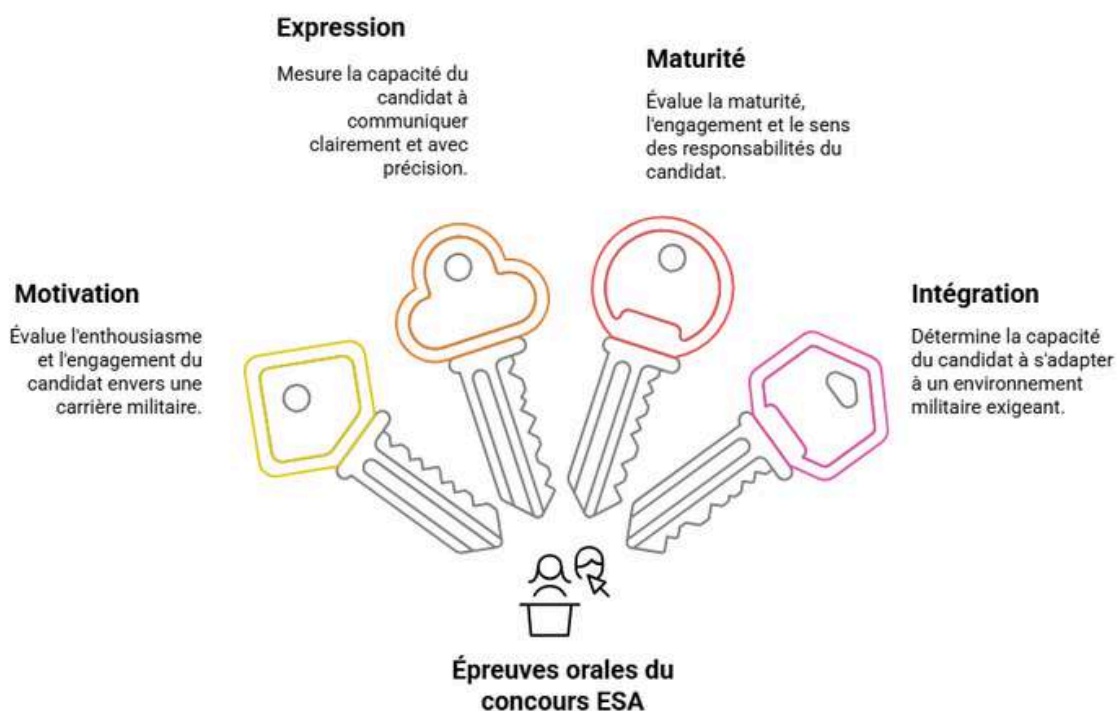 Expression
Mesure la capacité du
candidat à
communiquer
clairement et avec
précision.
Maturité
Évalue la maturité,
l'engagement et le sens
des responsabilités du
candidat.
Motivation
Évalue l'enthousiasme
et l'engagement du
candidat envers une
carrière militaire.
Intégration
Détermine la capacité
du candidat à s'adapter
à un environnement
militaire exigeant.
Épreuves orales du
concours ESA